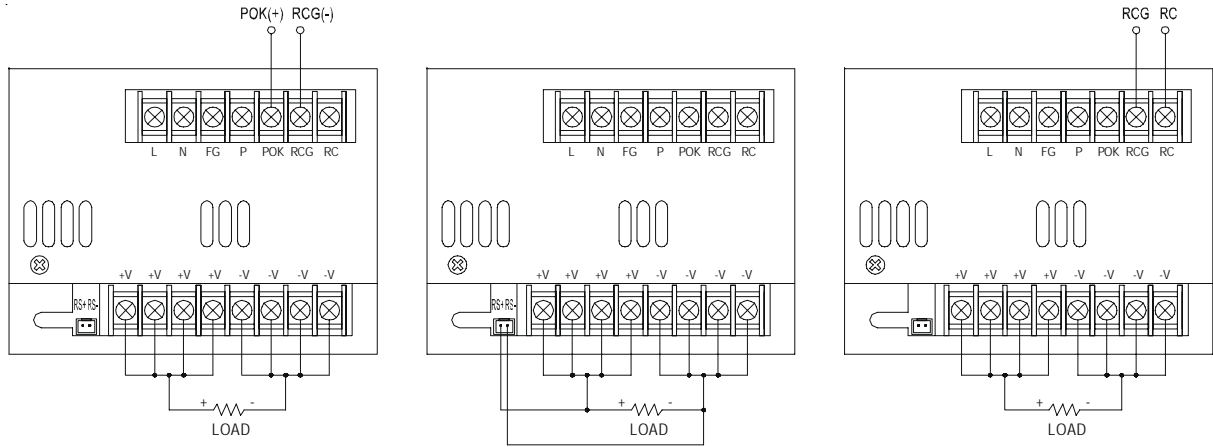 POK(+) RCG(-)
L N FG P POK RCG RC
+V +V +V +V -V -V -V -V
RS+ RS-
+ -
LOAD
L N FG P POK RCG RC
+V +V +V +V -V -V -V -V
RS+ RS-
+ -
LOAD
RCG RC
L N FG P POK RCG RC
+V +V +V +V -V -V -V -V
+ -
LOAD